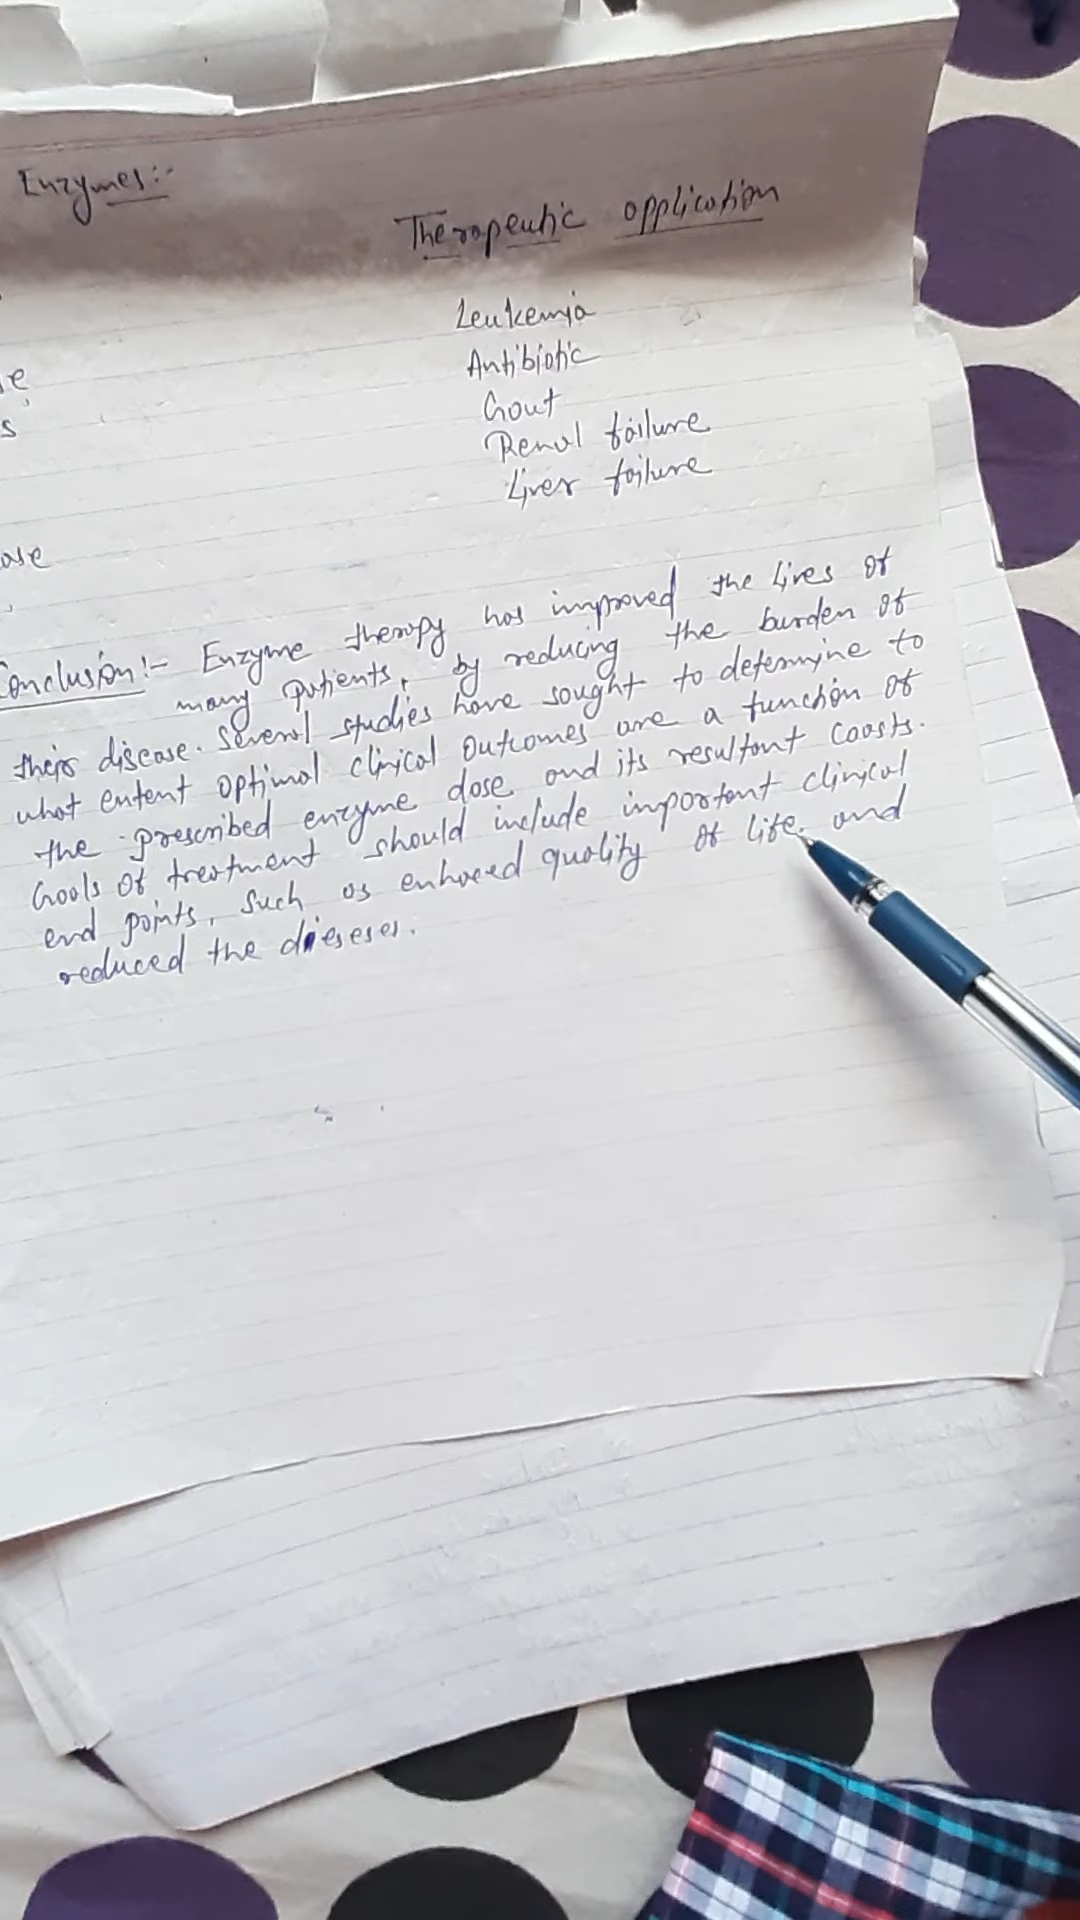 Enzymes:-
Therapeutic application
Leukemia
Antibiotic
Gout
Renal failure
Liver failure
Conclusion:- Enzyme therapy has improved the lives of
many patients, by reducing the burden of
their disease. Several studies have sought to determine to
what entent optimal clinical outcomes are a function of
the prescribed enzyme dose and its resultant coasts.
Goals of treatment should include important clinical
end points, such as enhaced quality of life, and
reduced the dieseses.